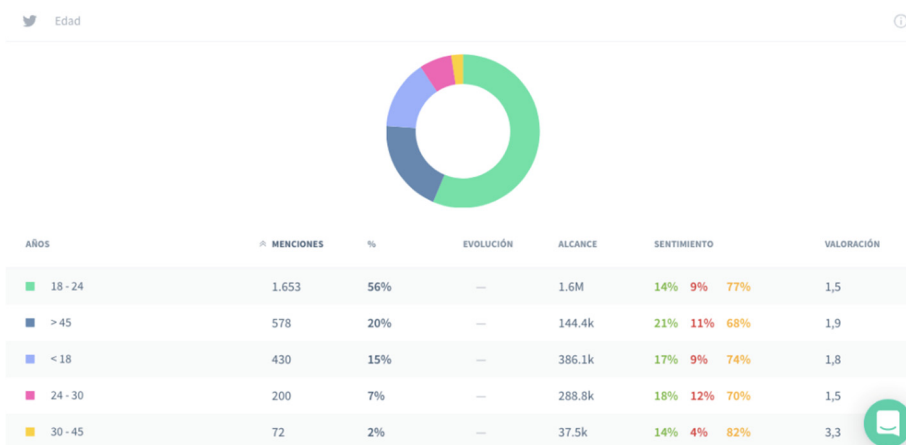 Edad
AÑOS MENCIONES % EVOLUCIÓN ALCANCE SENTIMIENTO VALORACIÓN
18 - 24 1.653 56% — 1.6M 14% 9% 77% 1,5
> 45 578 20% — 144.4k 21% 11% 68% 1,9
< 18 430 15% — 386.1k 17% 9% 74% 1,8
24 - 30 200 7% — 288.8k 18% 12% 70% 1,5
30 - 45 72 2% — 37.5k 14% 4% 82% 3,3